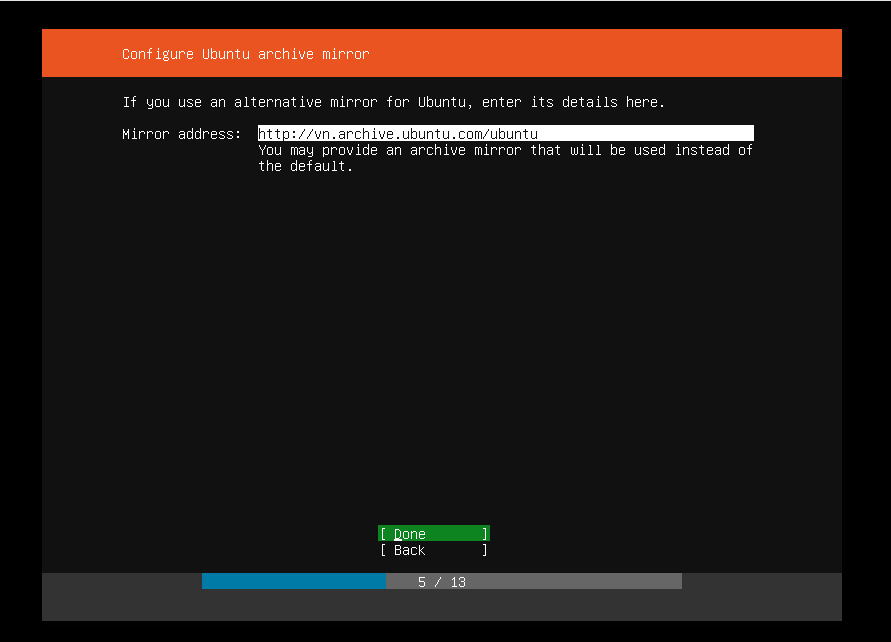 Configure Ubuntu archive mirror
If you use an alternative mirror for Ubuntu, enter its details here.
Mirror address: http://vn.archive.ubuntu.com/ubuntu
You may provide an archive mirror that will be used instead of
the default.
[ Done ]
[ Back ]
5 / 13